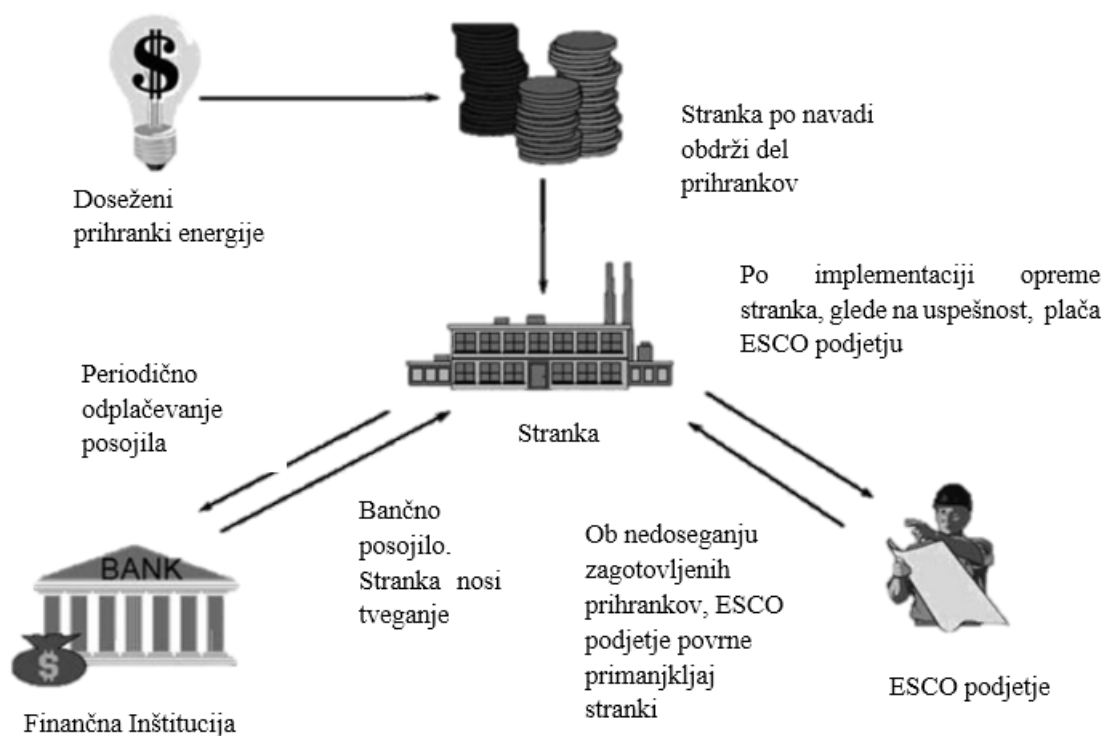 $
Doseženi
prihranki energije
Stranka po navadi
obdrži del
prihrankov
Po implementaciji opreme
stranka, glede na uspešnost, plača
ESCO podjetju
Periodično
odplačevanje
posojila
Stranka
Bančno
posojilo.
Stranka nosi
tveganje
Ob nedoseganju
zagotovljenih
prihrankov, ESCO
podjetje povrne
primanjkljaj
stranki
BANK
$
Finančna Inštitucija
ESCO podjetje